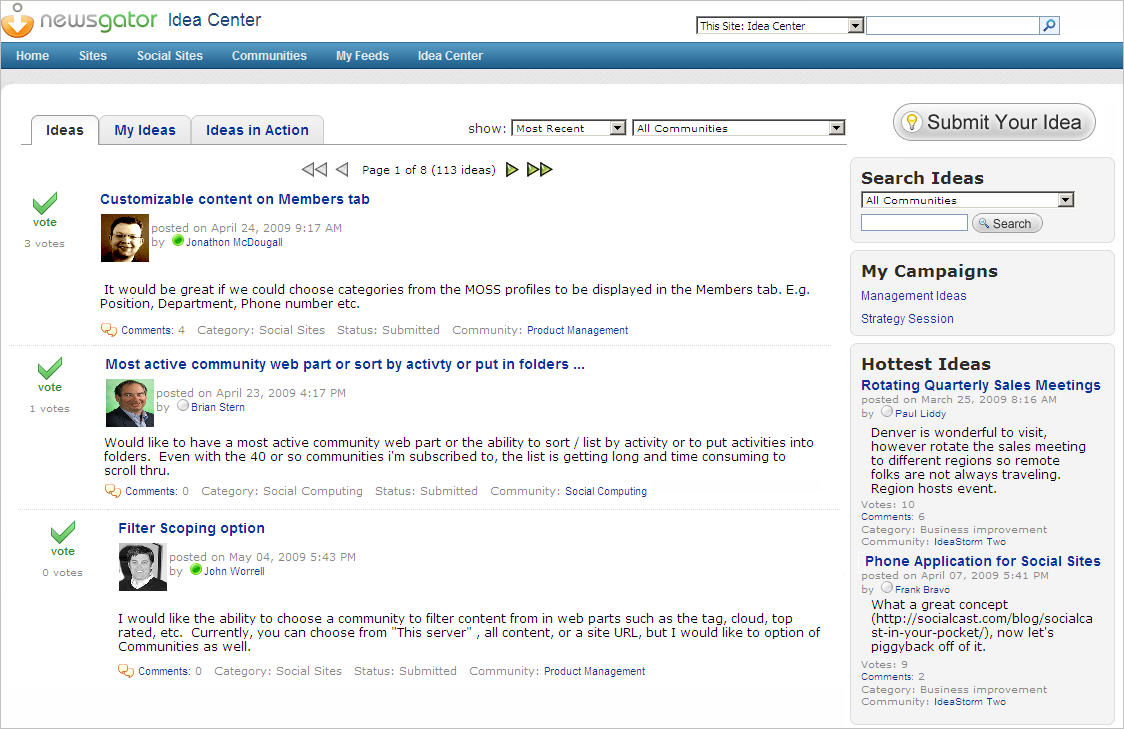 newsgator Idea Center
This Site: Idea Center
Home Sites Social Sites Communities My Feeds Idea Center
Ideas My Ideas Ideas in Action
show: Most Recent All Communities
Submit Your Idea
Page 1 of 8 (113 ideas)
vote
3 votes
Customizable content on Members tab
posted on April 24, 2009 9:17 AM
by Jonathon McDougall
It would be great if we could choose categories from the MOSS profiles to be displayed in the Members tab. E.g.
Position, Department, Phone number etc.
Comments: 4 Category: Social Sites Status: Submitted Community: Product Management
vote
1 votes
Most active community web part or sort by activty or put in folders ...
posted on April 23, 2009 4:17 PM
by Brian Stern
Would like to have a most active community web part or the ability to sort / list by activity or to put activities into
folders. Even with the 40 or so communities i'm subscribed to, the list is getting long and time consuming to
scroll thru.
Comments: 0 Category: Social Computing Status: Submitted Community: Social Computing
vote
0 votes
Filter Scoping option
posted on May 04, 2009 5:43 PM
by John Worrell
I would like the ability to choose a community to filter content from in web parts such as the tag, cloud, top
rated, etc. Currently, you can choose from "This server" , all content, or a site URL, but I would like to option of
Communities as well.
Comments: 0 Category: Social Sites Status: Submitted Community: Product Management
Search Ideas
All Communities
Search
My Campaigns
Management Ideas
Strategy Session
Hottest Ideas
Rotating Quarterly Sales Meetings
posted on March 25, 2009 8:16 AM
by Paul Liddy
Denver is wonderful to visit,
however rotate the sales meeting
to different regions so remote
folks are not always traveling.
Region hosts event.
Votes: 10
Comments: 6
Category: Business improvement
Community: IdeaStorm Two
Phone Application for Social Sites
posted on April 07, 2009 5:41 PM
by Frank Bravo
What a great concept
(http://socialcast.com/blog/socialca
st-in-your-pocket/), now let's
piggyback off of it.
Votes: 9
Comments: 2
Category: Business improvement
Community: IdeaStorm Two